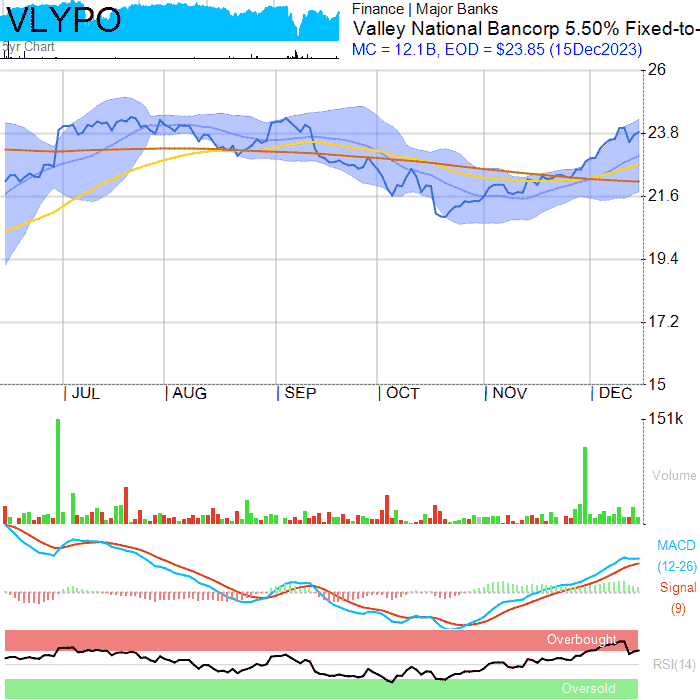 VLYPO
5yr Chart
Finance | Major Banks
Valley National Bancorp 5.50% Fixed-to-
MC = 12.1B, EOD = $23.85 (15Dec2023)
26
23.8
21.6
19.4
17.2
15
JUL AUG SEP OCT NOV DEC
151k
Volume
MACD
(12-26)
Signal
(9)
Overbought
RSI(14)
Oversold